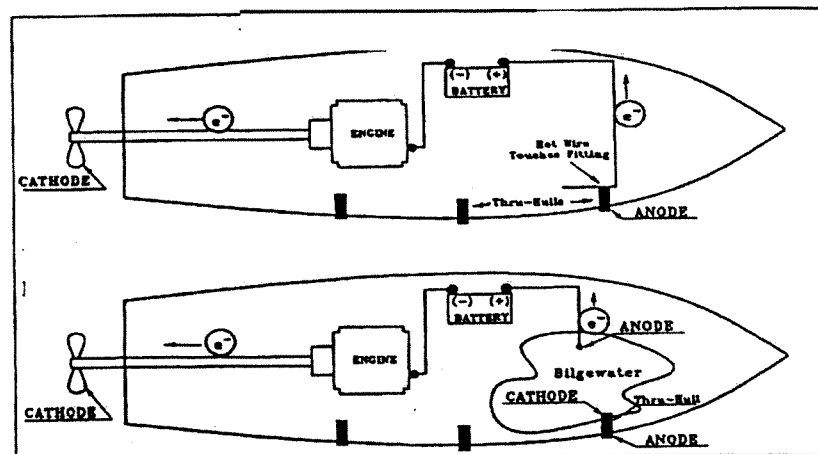 (-) (+)
BATTERY
e-
ENGINE
e-
Hot Wire
Touches Fitting
CATHODE
Thru-Hulls
ANODE
(-) (+)
BATTERY
e-
e-
ANODE
ENGINE
Bilgewater
CATHODE
Thru-Hull
CATHODE
ANODE